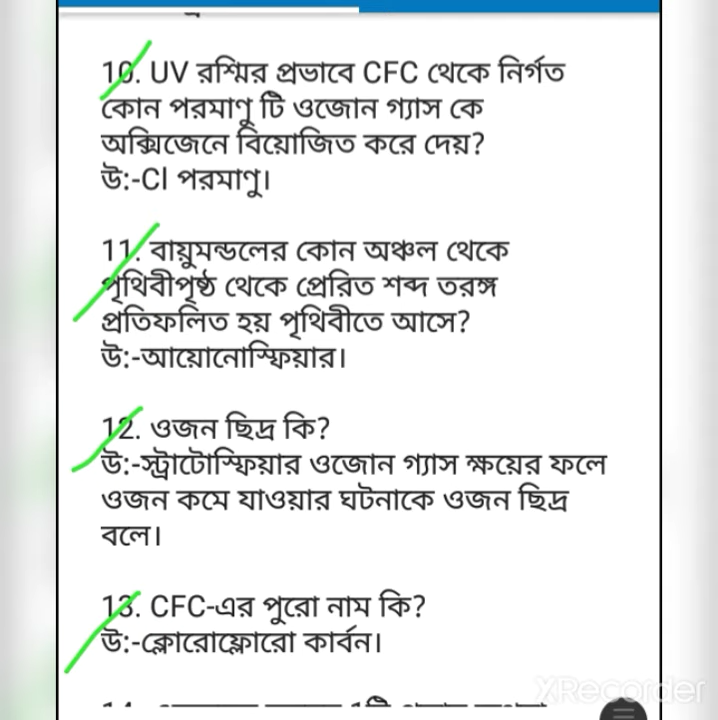 10. UV রশ্মির প্রভাবে CFC থেকে নির্গত
কোন পরমাণু টি ওজোন গ্যাস কে
অক্সিজেনে বিয়োজিত করে দেয়?
উ:-Cl পরমাণু।
11. বায়ুমন্ডলের কোন অঞ্চল থেকে
পৃথিবীপৃষ্ঠ থেকে প্রেরিত শব্দ তরঙ্গ
প্রতিফলিত হয় পৃথিবীতে আসে?
উ:-আয়োনোস্ফিয়ার।
12. ওজন ছিদ্র কি?
উ:-স্ট্রাটোস্ফিয়ার ওজোন গ্যাস ক্ষয়ের ফলে
ওজন কমে যাওয়ার ঘটনাকে ওজন ছিদ্র
বলে।
13. CFC-এর পুরো নাম কি?
উ:-ক্লোরোফ্লোরো কার্বন।
XRecorder